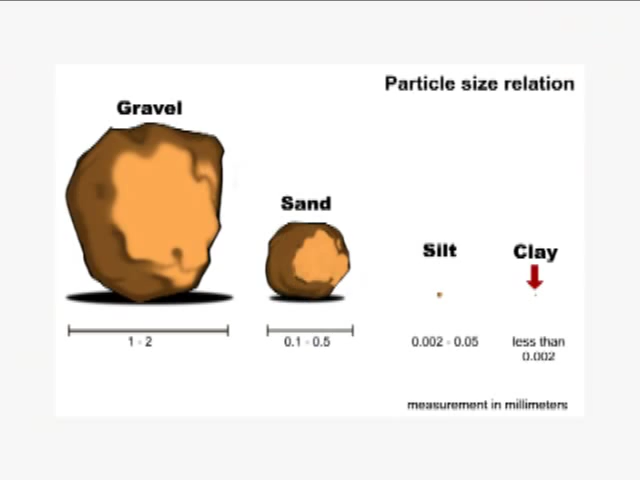 Particle size relation
Gravel
Sand
Silt
Clay
1 - 2
0.1 - 0.5
0.002 - 0.05
less than
0.002
measurement in millimeters